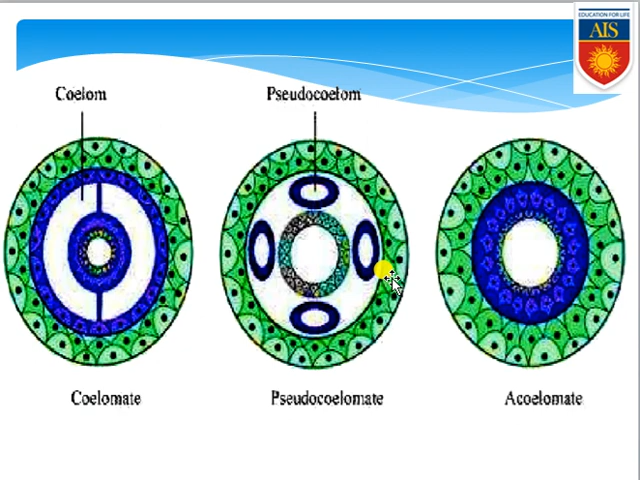 EDUCATION FOR LIFE
AIS
Coelom
Pseudocoelom
Coelomate
Pseudocoelomate
Acoelomate